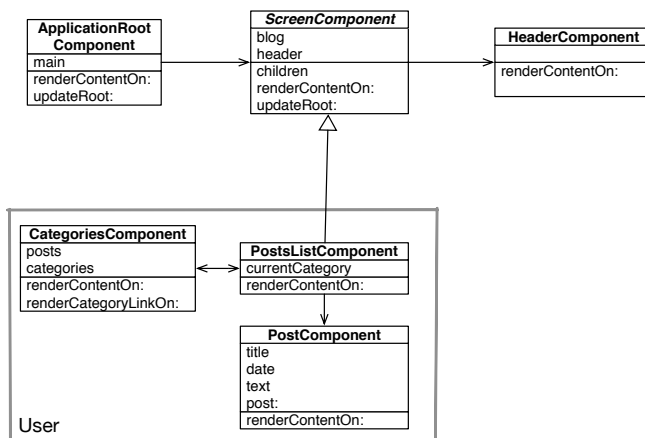 ApplicationRoot
Component
main
renderContentOn:
updateRoot:
ScreenComponent
blog
header
children
renderContentOn:
updateRoot:
HeaderComponent
renderContentOn:
CategoriesComponent
posts
categories
renderContentOn:
renderCategoryLinkOn:
PostsListComponent
currentCategory
renderContentOn:
PostComponent
title
date
text
post:
renderContentOn:
User